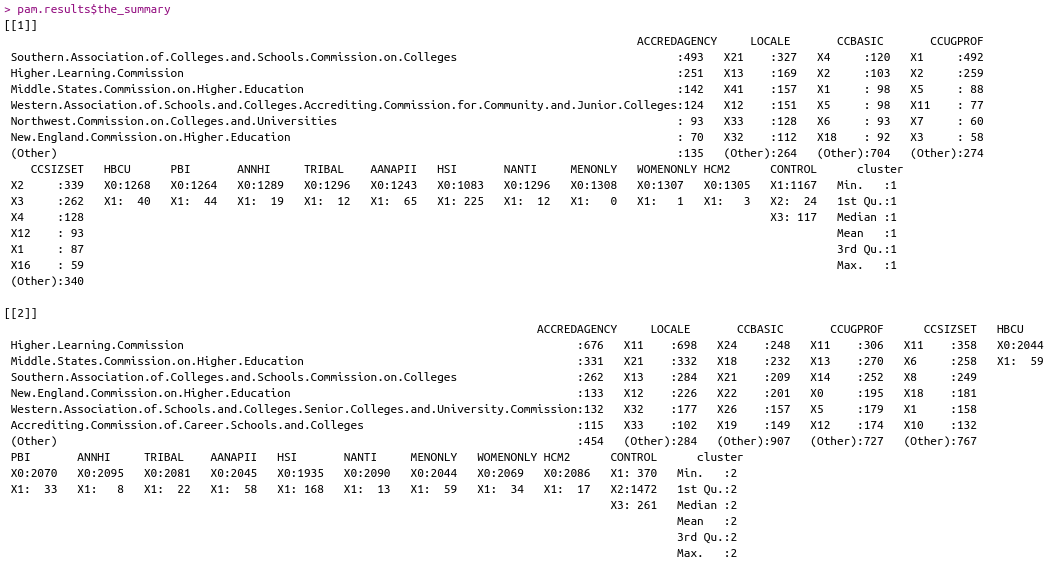 > pam.results$the_summary
[[1]]
ACCREDAGENCY LOCALE CCBASIC CCUGPROF
Southern.Association.of.Colleges.and.Schools.Commission.on.Colleges :493 X21 :327 X4 :120 X1 :492
Higher.Learning.Commission :251 X13 :169 X2 :103 X2 :259
Middle.States.Commission.on.Higher.Education :142 X41 :157 X1 : 98 X5 : 88
Western.Association.of.Schools.and.Colleges.Accrediting.Commission.for.Community.and.Junior.Colleges:124 X12 :151 X5 : 98 X11 : 77
Northwest.Commission.on.Colleges.and.Universities : 93 X33 :128 X6 : 93 X7 : 60
New.England.Commission.on.Higher.Education : 70 X32 :112 X18 : 92 X3 : 58
(Other) :135 (Other):264 (Other):704 (Other):274
CCSIZSET HBCU PBI ANNHI TRIBAL AANAPII HSI NANTI MENONLY WOMENONLY HCM2 CONTROL cluster
X2 :339 X0:1268 X0:1264 X0:1289 X0:1296 X0:1243 X0:1083 X0:1296 X0:1308 X0:1307 X0:1305 X1:1167 Min. :1
X3 :262 X1: 40 X1: 44 X1: 19 X1: 12 X1: 65 X1: 225 X1: 12 X1: 0 X1: 1 X1: 3 X2: 24 1st Qu.:1
X4 :128 X3: 117 Median :1
X12 : 93 Mean :1
X1 : 87 3rd Qu.:1
X16 : 59 Max. :1
(Other):340
[[2]]
ACCREDAGENCY LOCALE CCBASIC CCUGPROF CCSIZSET HBCU
Higher.Learning.Commission :676 X11 :698 X24 :248 X11 :306 X11 :358 X0:2044
Middle.States.Commission.on.Higher.Education :331 X21 :332 X18 :232 X13 :270 X6 :258 X1: 59
Southern.Association.of.Colleges.and.Schools.Commission.on.Colleges :262 X13 :284 X21 :209 X14 :252 X8 :249
New.England.Commission.on.Higher.Education :133 X12 :226 X22 :201 X0 :195 X18 :181
Western.Association.of.Schools.and.Colleges.Senior.Colleges.and.University.Commission:132 X32 :177 X26 :157 X5 :179 X1 :158
Accrediting.Commission.of.Career.Schools.and.Colleges :115 X33 :102 X19 :149 X12 :174 X10 :132
(Other) :454 (Other):284 (Other):907 (Other):727 (Other):767
PBI ANNHI TRIBAL AANAPII HSI NANTI MENONLY WOMENONLY HCM2 CONTROL cluster
X0:2070 X0:2095 X0:2081 X0:2045 X0:1935 X0:2090 X0:2044 X0:2069 X0:2086 X1: 370 Min. :2
X1: 33 X1: 8 X1: 22 X1: 58 X1: 168 X1: 13 X1: 59 X1: 34 X1: 17 X2:1472 1st Qu.:2
X3: 261 Median :2
Mean :2
3rd Qu.:2
Max. :2